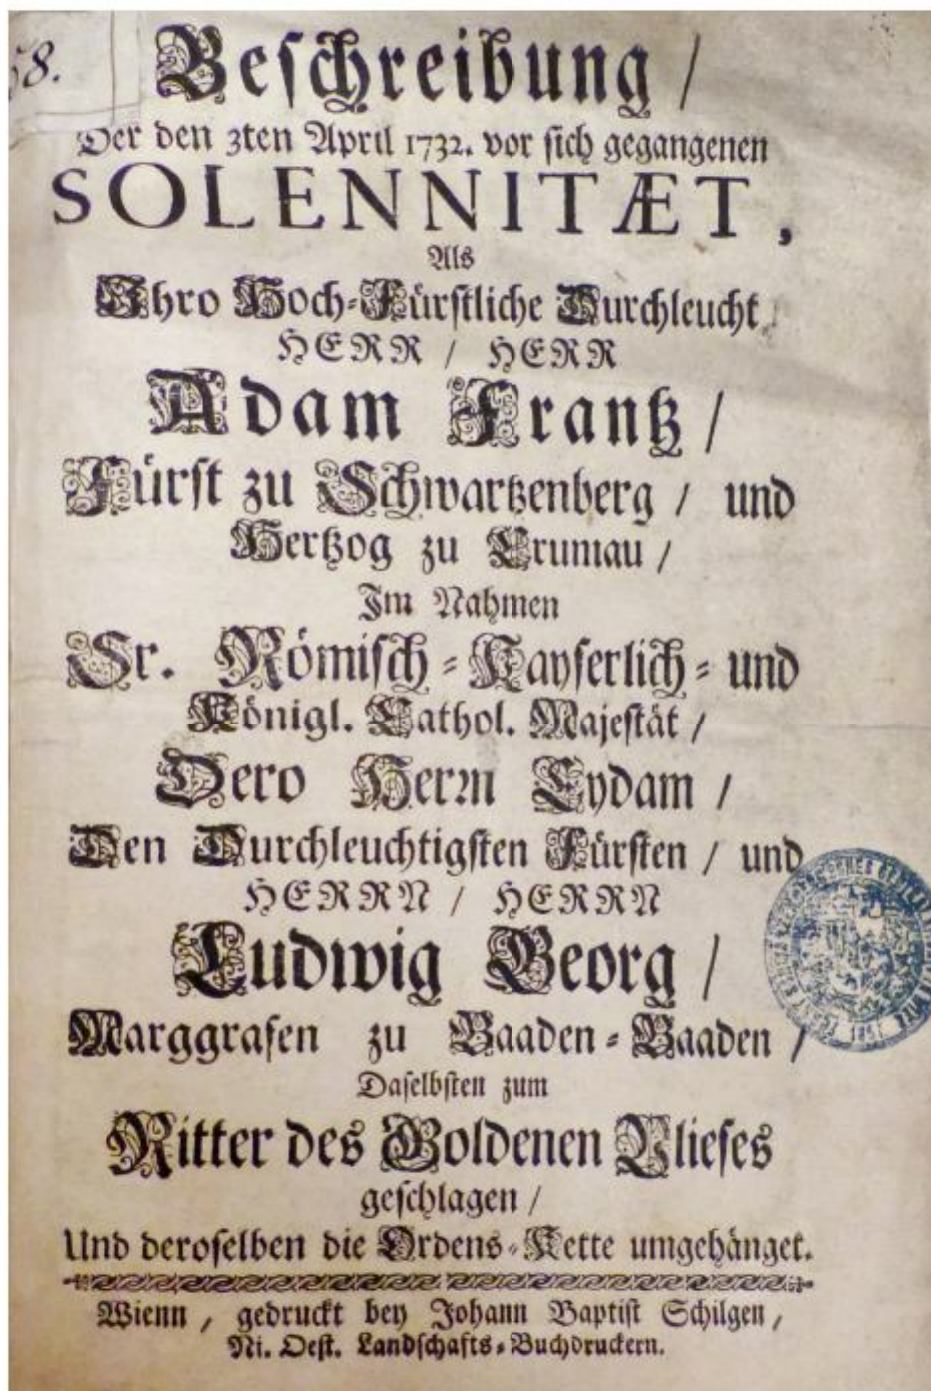 58.
Beschreibung /
Der den 3ten April 1732. vor sich gegangenen
SOLENNITÆT,
Als
Ihro Hoch-Fürstliche Durchleucht
HERR / HERR
Adam Frantz /
Fürst zu Schwartzenberg / und
Hertzog zu Crumau /
Im Nahmen
Sr. Römisch-Kayserlich- und
Königl. Cathol. Majestät /
Dero Herrn Eydam /
Den Durchleuchtigsten Fürsten / und
HERRN / HERRN
Ludwig Georg /
Marggrafen zu Baaden-Baaden /
Daselbsten zum
Ritter des Goldenen Vlieses
geschlagen /
Und deroselben die Ordens-Kette umgehänget.
Wienn, gedruckt bey Johann Baptist Schilgen,
Ni. Oest. Landschafts-Buchdruckern.